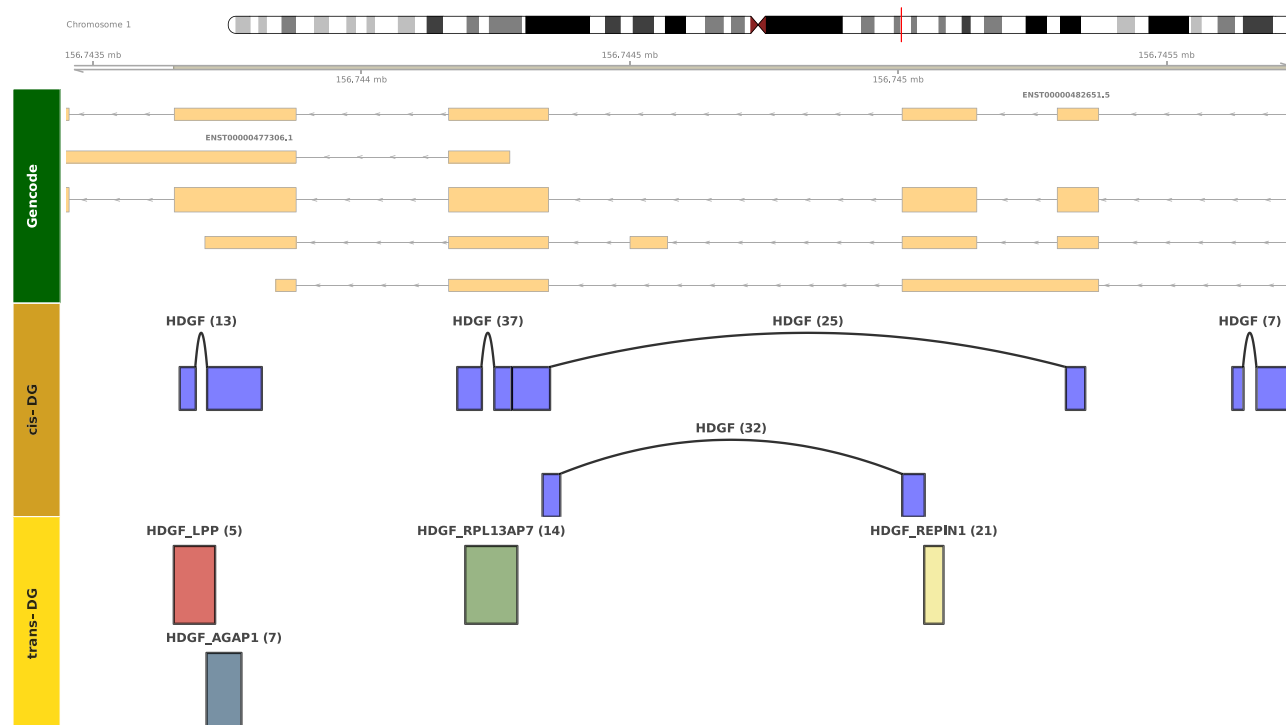 Chromosome 1
156.7435 mb
156.7445 mb
156.7455 mb
156.744 mb
156.745 mb
Gencode
ENST00000482651.5
ENST00000477306.1
cis- DG
HDGF (13)
HDGF (37)
HDGF (25)
HDGF (7)
HDGF (32)
trans- DG
HDGF_LPP (5)
HDGF_RPL13AP7 (14)
HDGF_REPIN1 (21)
HDGF_AGAP1 (7)